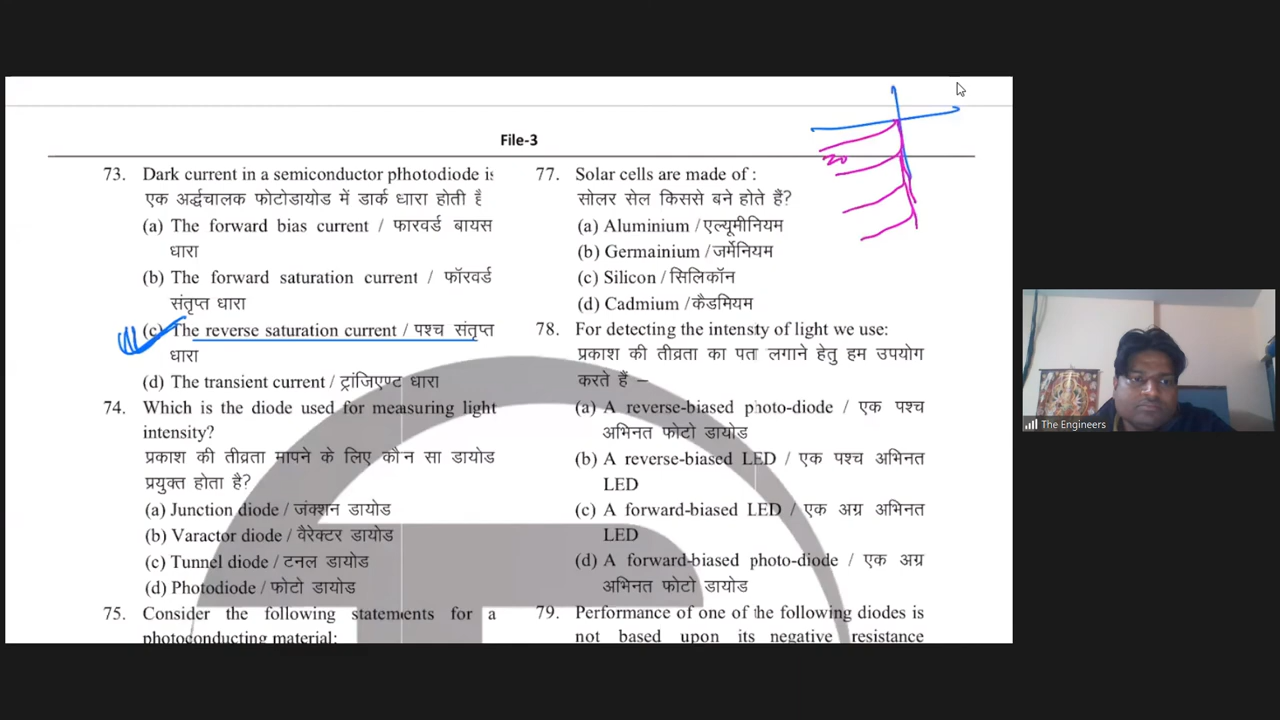 File-3
73. Dark current in a semiconductor photodiode is
एक अर्द्धचालक फोटोडायोड में डार्क धारा होती है
(a) The forward bias current / फारवर्ड बायस
धारा
(b) The forward saturation current / फॉरवर्ड
संतृप्त धारा
(c) The reverse saturation current / पश्च संतृप्त
धारा
(d) The transient current / ट्रांजिएण्ट धारा
74. Which is the diode used for measuring light
intensity?
प्रकाश की तीव्रता मापने के लिए कौन सा डायोड
प्रयुक्त होता है?
(a) Junction diode / जंक्शन डायोड
(b) Varactor diode / वैरेक्टर डायोड
(c) Tunnel diode / टनल डायोड
(d) Photodiode / फोटो डायोड
75. Consider the following statements for a
photoconducting material:
77. Solar cells are made of :
सोलर सेल किससे बने होते हैं?
(a) Aluminium / एल्यूमीनियम
(b) Germainium / जर्मेनियम
(c) Silicon / सिलिकॉन
(d) Cadmium / कैडमियम
78. For detecting the intensty of light we use:
प्रकाश की तीव्रता का पता लगाने हेतु हम उपयोग
करते हैं –
(a) A reverse-biased photo-diode / एक पश्च
अभिनत फोटो डायोड
(b) A reverse-biased LED / एक पश्च अभिनत
LED
(c) A forward-biased LED / एक अग्र अभिनत
LED
(d) A forward-biased photo-diode / एक अग्र
अभिनत फोटो डायोड
79. Performance of one of the following diodes is
not based upon its negative resistance
20
The Engineers